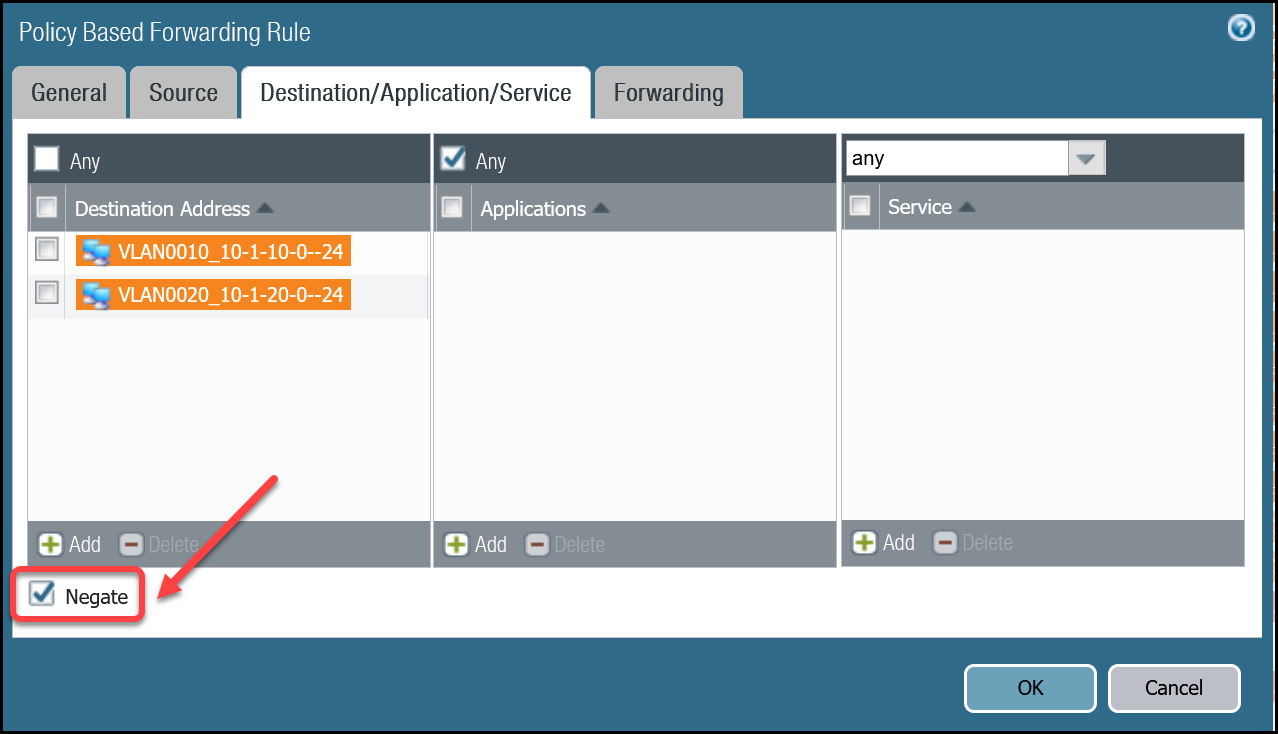 Policy Based Forwarding Rule
?
General
Source
Destination/Application/Service
Forwarding
Any
Any
any
Destination Address
Applications
Service
VLAN0010_10-1-10-0--24
VLAN0020_10-1-20-0--24
Add
Delete
Add
Delete
Add
Delete
Negate
OK
Cancel